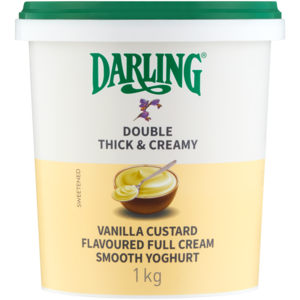 DARLING®
DOUBLE
THICK & CREAMY
SWEETENED
VANILLA CUSTARD
FLAVOURED FULL CREAM
SMOOTH YOGHURT
1 kg